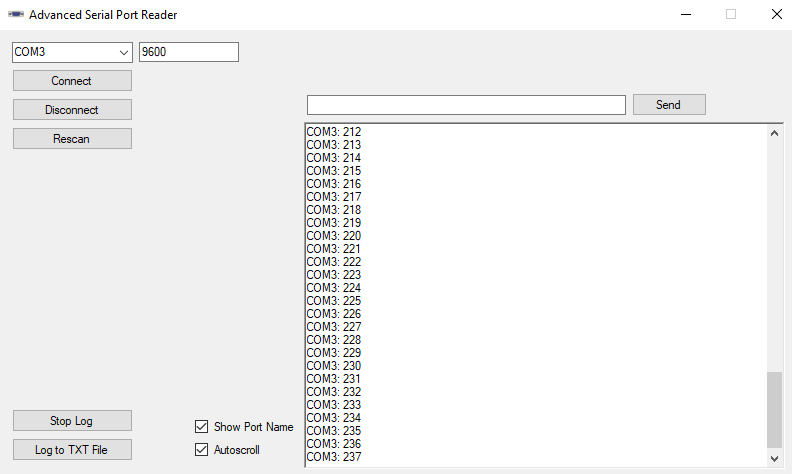 Advanced Serial Port Reader
COM3
9600
Connect
Disconnect
Rescan
Send
COM3: 212
COM3: 213
COM3: 214
COM3: 215
COM3: 216
COM3: 217
COM3: 218
COM3: 219
COM3: 220
COM3: 221
COM3: 222
COM3: 223
COM3: 224
COM3: 225
COM3: 226
COM3: 227
COM3: 228
COM3: 229
COM3: 230
COM3: 231
COM3: 232
COM3: 233
COM3: 234
COM3: 235
COM3: 236
COM3: 237
Stop Log
Show Port Name
Log to TXT File
Autoscroll